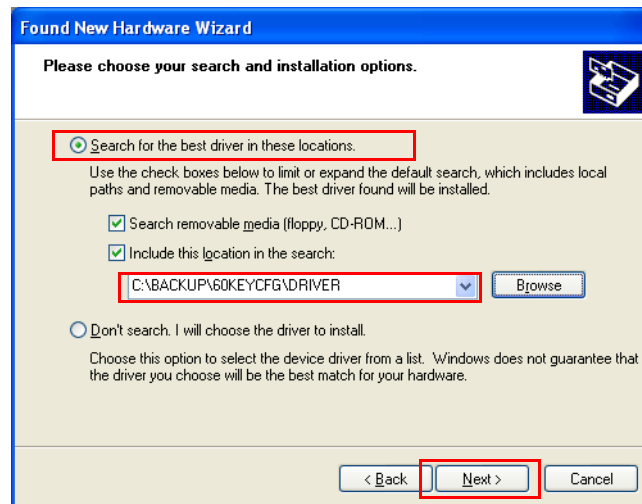 Found New Hardware Wizard
Please choose your search and installation options.
Search for the best driver in these locations.
Use the check boxes below to limit or expand the default search, which includes local
paths and removable media. The best driver found will be installed.
Search removable media (floppy, CD-ROM...)
Include this location in the search:
C:\BACKUP\60KEYCFG\DRIVER
Browse
Don't search. I will choose the driver to install.
Choose this option to select the device driver from a list. Windows does not guarantee that
the driver you choose will be the best match for your hardware.
< Back
Next >
Cancel